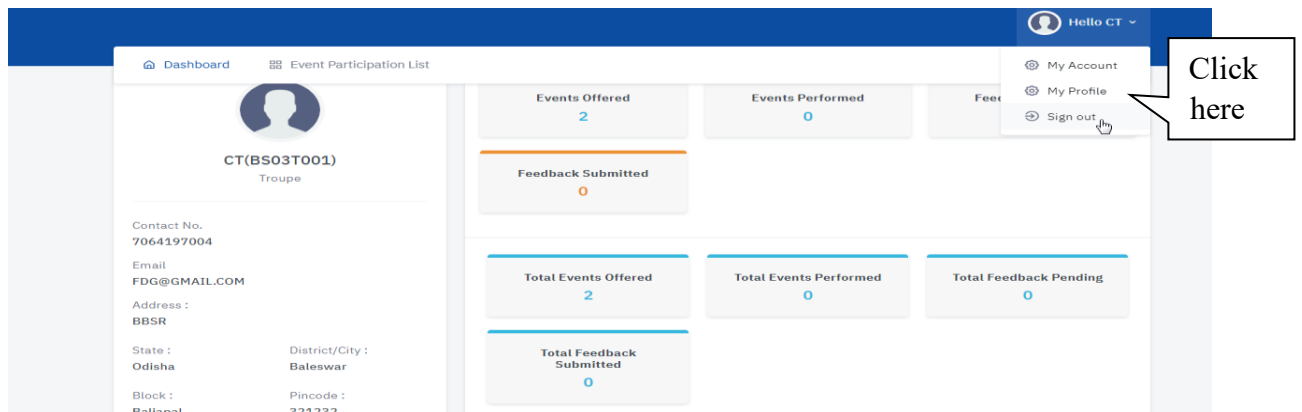 Hello CT
Dashboard
Event Participation List
My Account
My Profile
Sign out
Click
here
CT(BS03T001)
Troupe
Contact No.
7064197004
Email
FDG@GMAIL.COM
Address :
BBSR
State :
District/City :
Odisha
Baleswar
Block :
Pincode :
Baliapal
321232
Events Offered
2
Events Performed
0
Feedback Submitted
0
Total Events Offered
2
Total Events Performed
0
Total Feedback Pending
0
Total Feedback
Submitted
0